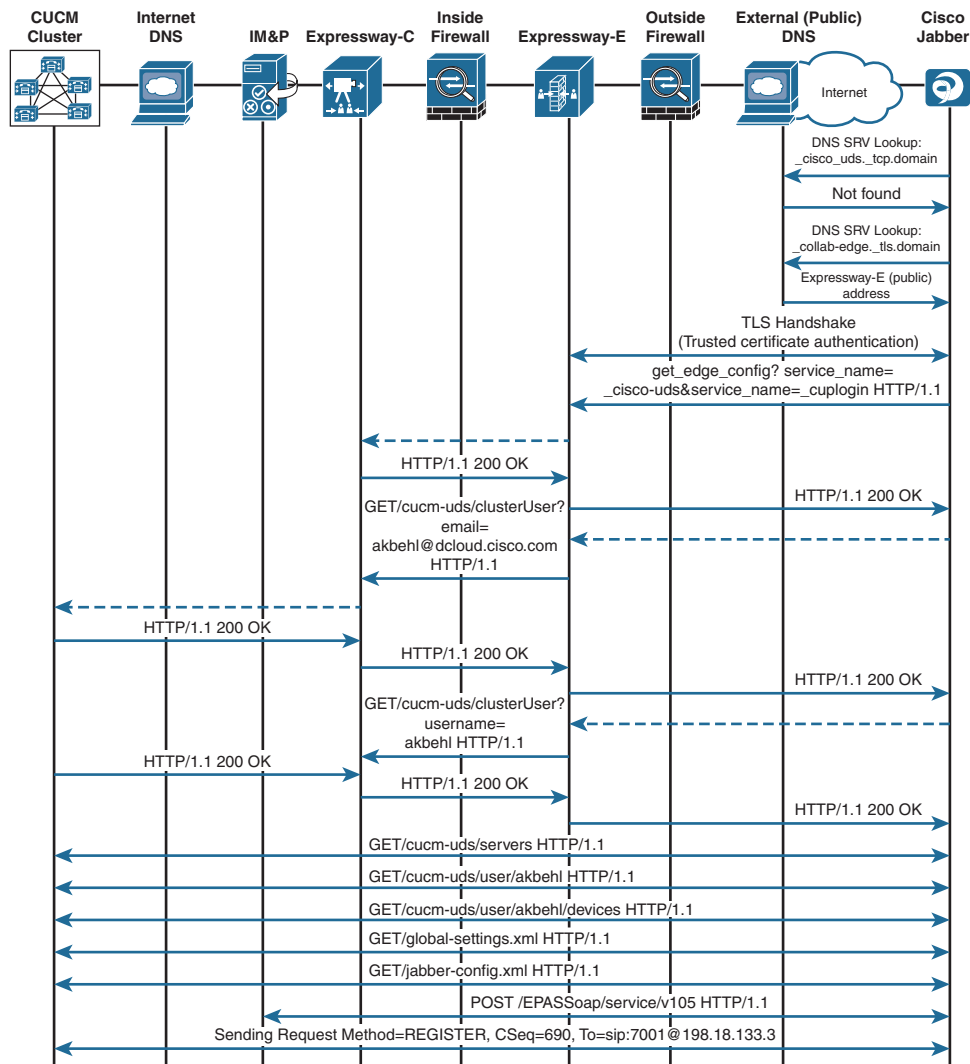 CUCM
Cluster
Internet
DNS
IM&P
Expressway-C
Inside
Firewall
Expressway-E
Outside
Firewall
External (Public)
DNS
Cisco
Jabber
Internet
DNS SRV Lookup:
_cisco_uds._tcp.domain
Not found
DNS SRV Lookup:
_collab-edge._tls.domain
Expressway-E (public)
address
TLS Handshake
(Trusted certificate authentication)
get_edge_config? service_name=
_cisco-uds&service_name=_cuplogin HTTP/1.1
HTTP/1.1 200 OK
HTTP/1.1 200 OK
GET/cucm-uds/clusterUser?
email=
akbehl@dcloud.cisco.com
HTTP/1.1
HTTP/1.1 200 OK
HTTP/1.1 200 OK
HTTP/1.1 200 OK
GET/cucm-uds/clusterUser?
username=
akbehl HTTP/1.1
HTTP/1.1 200 OK
HTTP/1.1 200 OK
HTTP/1.1 200 OK
GET/cucm-uds/servers HTTP/1.1
GET/cucm-uds/user/akbehl HTTP/1.1
GET/cucm-uds/user/akbehl/devices HTTP/1.1
GET/global-settings.xml HTTP/1.1
GET/jabber-config.xml HTTP/1.1
POST /EPASSoap/service/v105 HTTP/1.1
Sending Request Method=REGISTER, CSeq=690, To=sip:7001@198.18.133.3